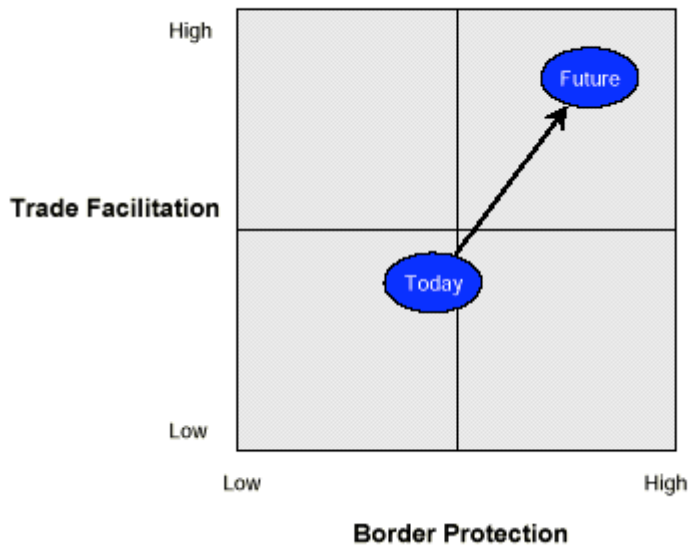 High
Future
Trade Facilitation
Today
Low
Low High
Border Protection